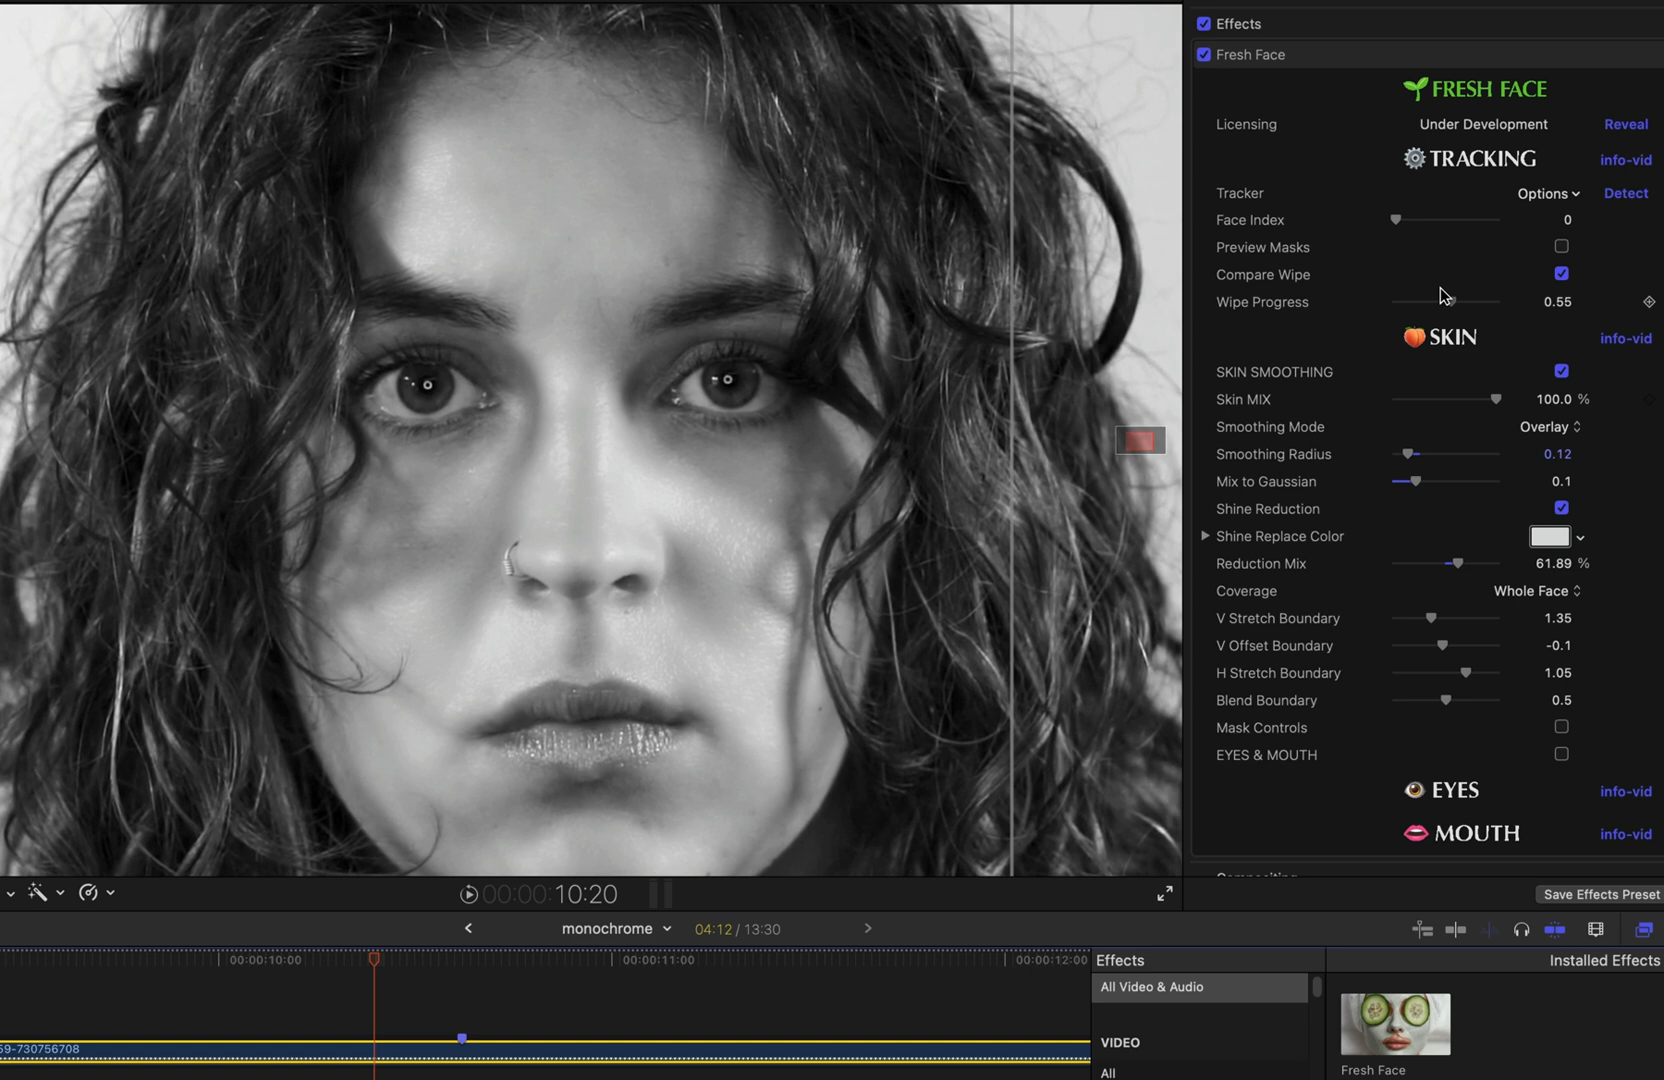 Effects
Fresh Face
FRESH FACE
Licensing Under Development Reveal
TRACKING info-vid
Tracker Options Detect
Face Index 0
Preview Masks
Compare Wipe
Wipe Progress 0.55
SKIN info-vid
SKIN SMOOTHING
Skin MIX 100.0 %
Smoothing Mode Overlay
Smoothing Radius 0.12
Mix to Gaussian 0.1
Shine Reduction
Shine Replace Color
Reduction Mix 61.89 %
Coverage Whole Face
V Stretch Boundary 1.35
V Offset Boundary -0.1
H Stretch Boundary 1.05
Blend Boundary 0.5
Mask Controls
EYES & MOUTH
EYES info-vid
MOUTH info-vid
00:00:10:20
Save Effects Preset
monochrome 04:12 / 13:30
00:00:10:00 00:00:11:00 00:00:12:00
Effects Installed Effects
All Video & Audio
VIDEO
All
59-730756708
Fresh Face